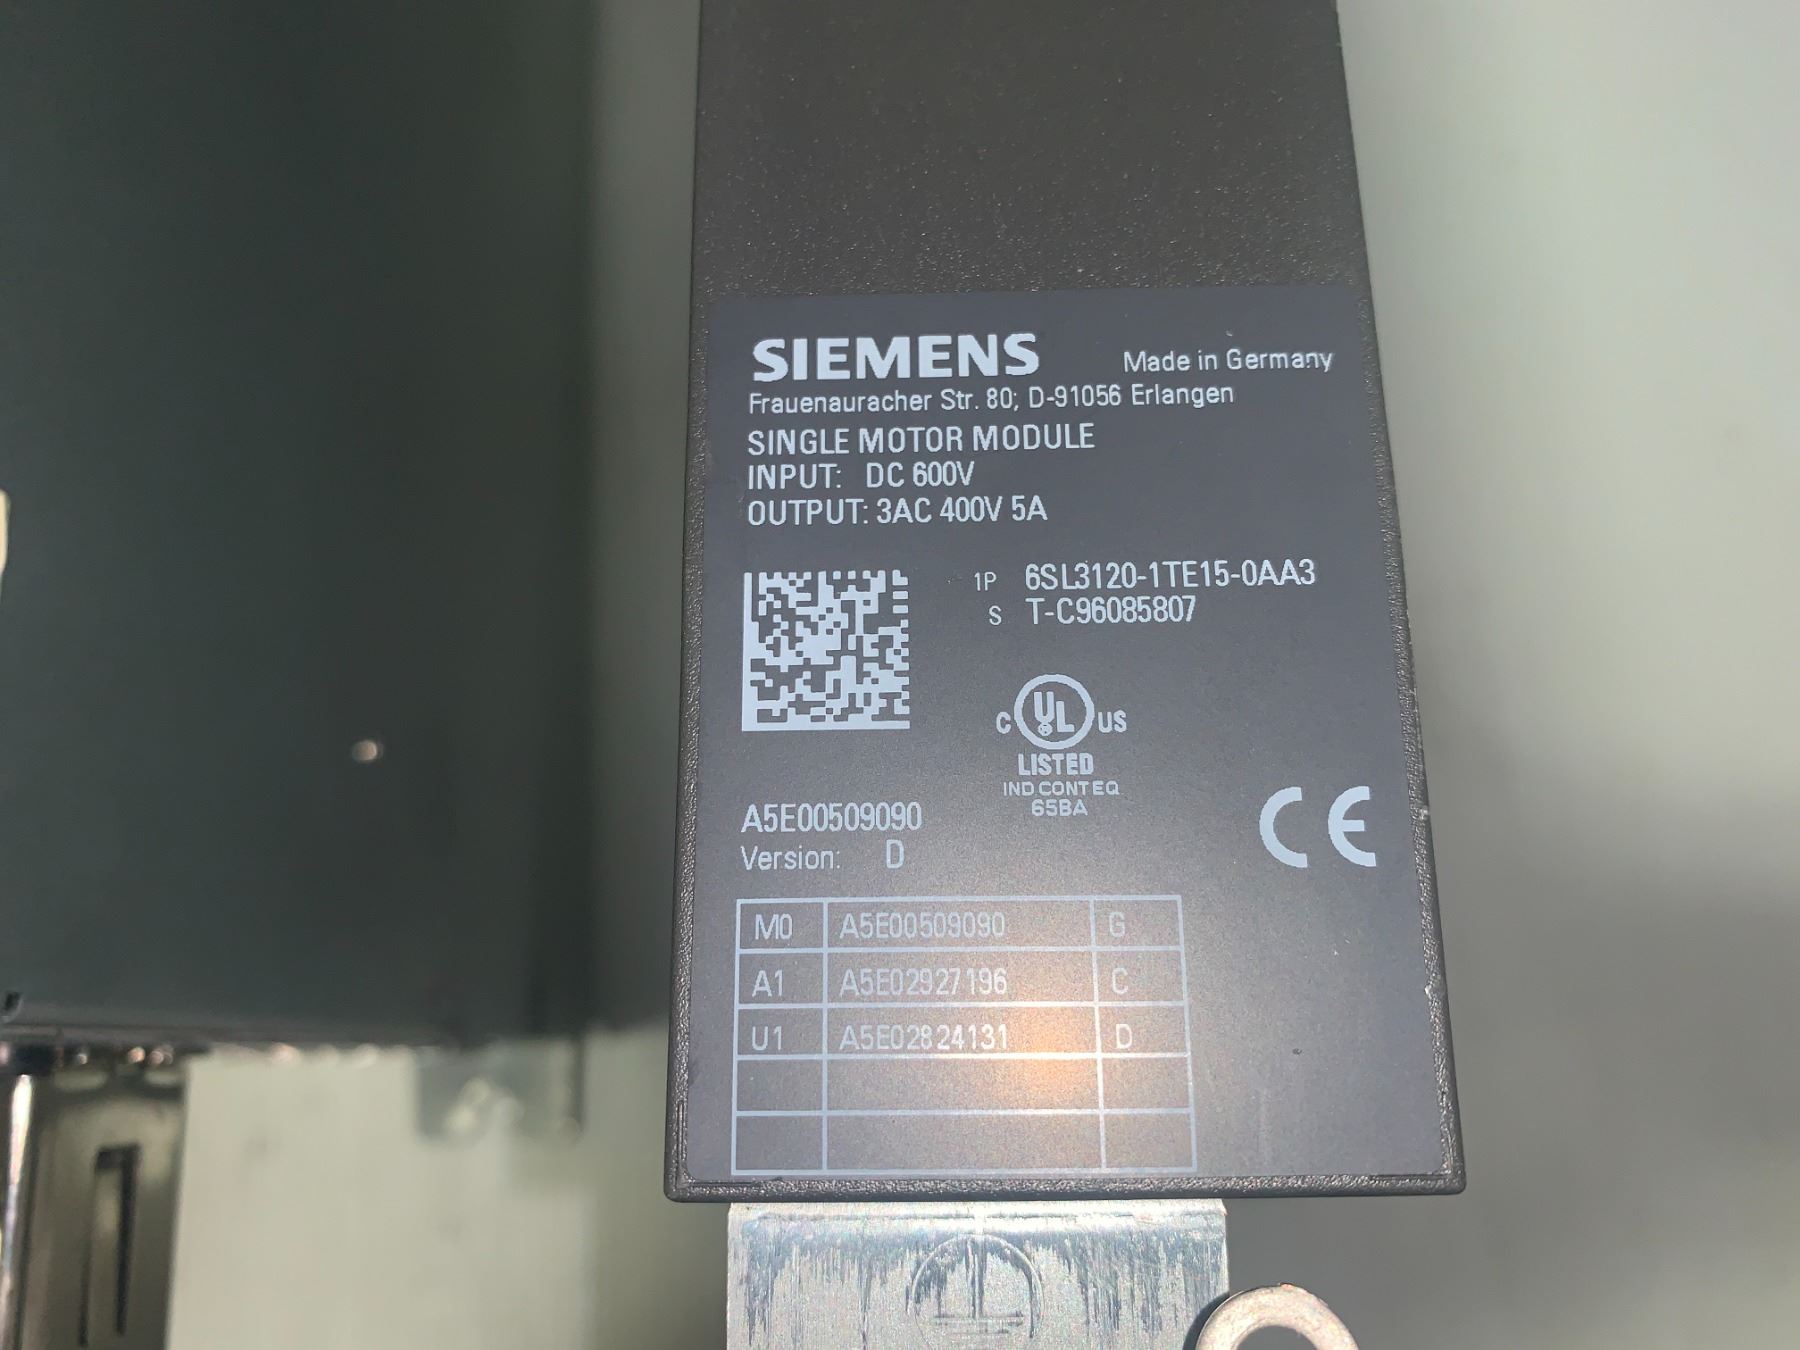 SIEMENS Made in Germany
Frauenauracher Str. 80; D-91056 Erlangen
SINGLE MOTOR MODULE
INPUT: DC 600V
OUTPUT: 3AC 400V 5A
1P 6SL3120-1TE15-0AA3
S T-C96085807
C UL US
LISTED
IND CONT EQ
65BA
A5E00509090
Version: D
CE
M0 A5E00509090 G
A1 A5E02927196 C
U1 A5E02824131 D